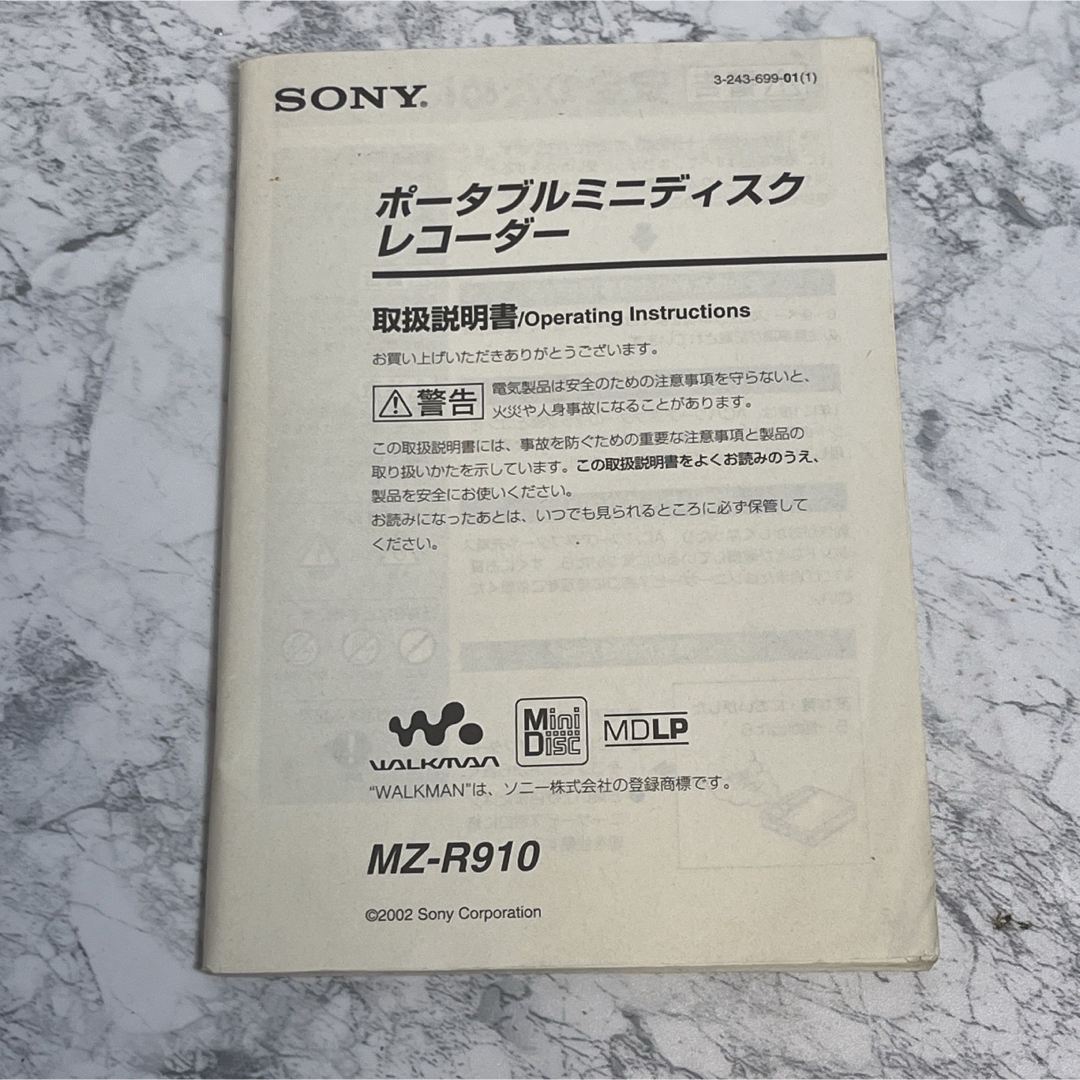 SONY®
3-243-699-01(1)
ポータブルミニディスク
レコーダー
取扱説明書/Operating Instructions
お買い上げいただきありがとうございます。
警告
電気製品は安全のための注意事項を守らないと、
火災や人身事故になることがあります。
この取扱説明書には、事故を防ぐための重要な注意事項と製品の
取り扱いかたを示しています。この取扱説明書をよくお読みのうえ、
製品を安全にお使いください。
お読みになったあとは、いつでも見られるところに必ず保管して
ください。
WALKMAN
Mini
Disc
MDLP
“WALKMAN”は、ソニー株式会社の登録商標です。
MZ-R910
©2002 Sony Corporation